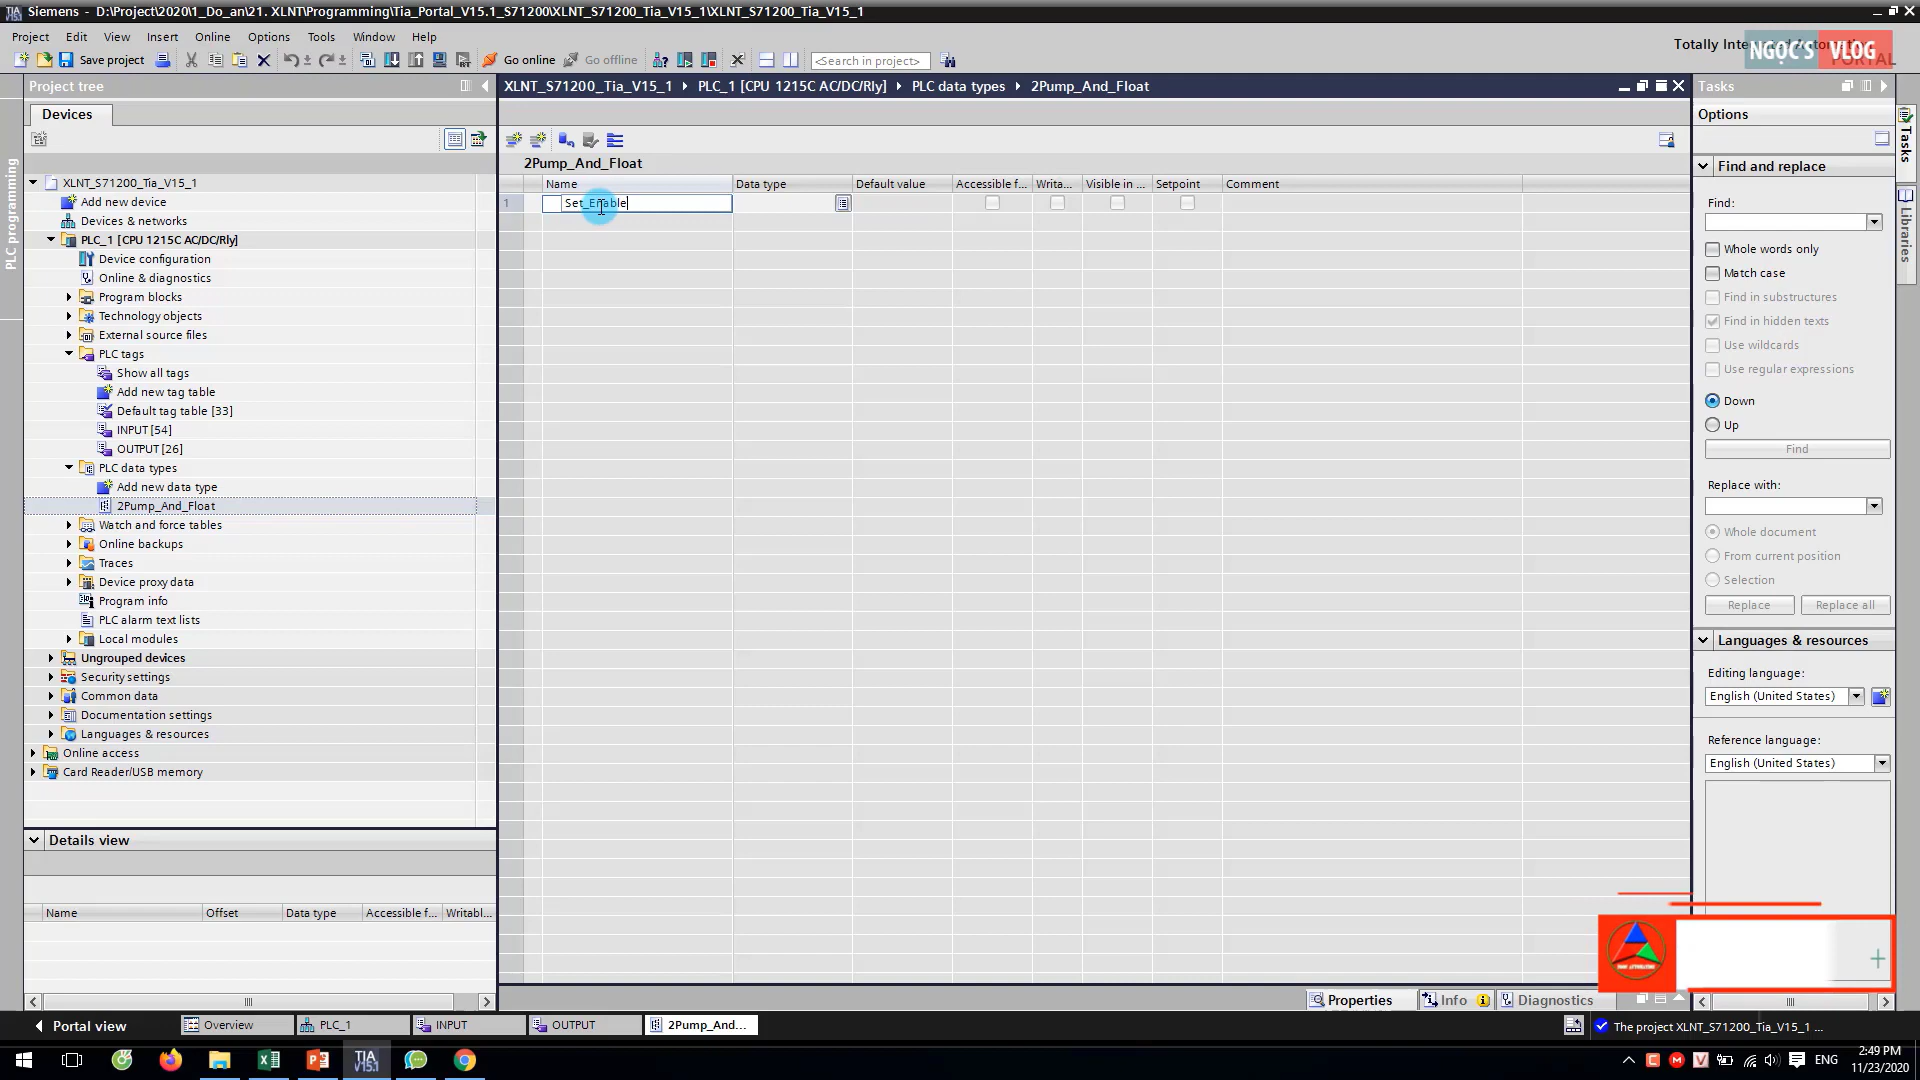 Siemens - D:\Project\2020\1_Do_an\21. XLNT\Programming\Tia_Portal_V15.1_S71200\XLNT_S71200_Tia_V15_1\XLNT_S71200_Tia_V15_1
Project Edit View Insert Online Options Tools Window Help
Save project Go online Go offline <Search in project>
Totally
NGỌC'S VLOG
PORTAL
Project tree
XLNT_S71200_Tia_V15_1 PLC_1 [CPU 1215C AC/DC/Rly] PLC data types 2Pump_And_Float
Tasks
Devices
Options
2Pump_And_Float
Name Data type Default value Accessible f... Writa... Visible in ... Setpoint Comment
1 Set_Enable
XLNT_S71200_Tia_V15_1
Add new device
Devices & networks
PLC_1 [CPU 1215C AC/DC/Rly]
Device configuration
Online & diagnostics
Program blocks
Technology objects
External source files
PLC tags
Show all tags
Add new tag table
Default tag table [33]
INPUT [54]
OUTPUT [26]
PLC data types
Add new data type
2Pump_And_Float
Watch and force tables
Online backups
Traces
Device proxy data
Program info
PLC alarm text lists
Local modules
Ungrouped devices
Security settings
Common data
Documentation settings
Languages & resources
Online access
Card Reader/USB memory
PLC programming
Details view
Name Offset Data type Accessible f... Writabl...
Find and replace
Find:
Whole words only
Match case
Find in substructures
Find in hidden texts
Use wildcards
Use regular expressions
Down
Up
Find
Replace with:
Whole document
From current position
Selection
Replace Replace all
Languages & resources
Editing language:
English (United States)
Reference language:
English (United States)
Tasks
Libraries
Properties Info Diagnostics
Portal view Overview PLC_1 INPUT OUTPUT 2Pump_And...
The project XLNT_S71200_Tia_V15_1 ...
TIA
V15.1
ENG
2:49 PM
11/23/2020